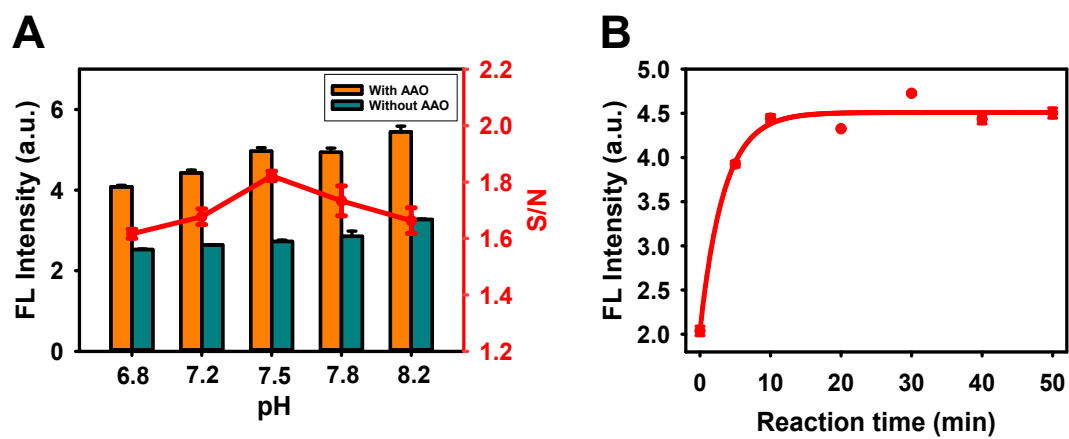 A
FL Intensity (a.u.)
6
4
2
0
With AAO
Without AAO
2.2
2.0
1.8
1.6
1.4
1.2
S/N
6.8 7.2 7.5 7.8 8.2
pH
B
FL Intensity (a.u.)
5.0
4.5
4.0
3.5
3.0
2.5
2.0
0 10 20 30 40 50
Reaction time (min)